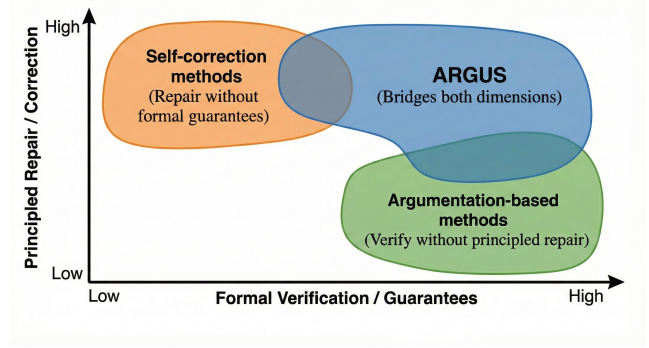 High
Self-correction
methods
(Repair without
formal guarantees)
ARGUS
(Bridges both dimensions)
Principled Repair / Correction
Argumentation-based
methods
(Verify without principled repair)
Low
Low
Formal Verification / Guarantees
High